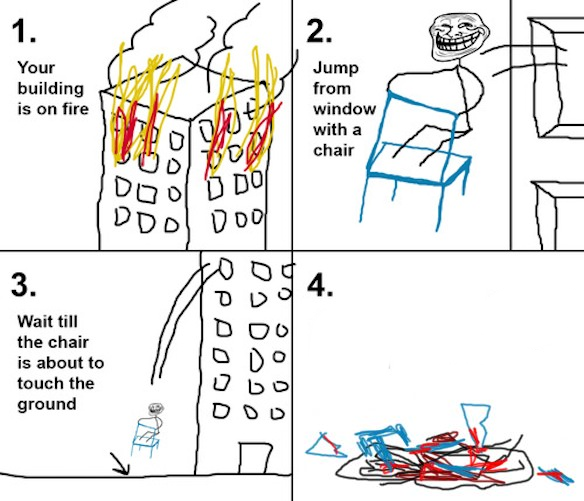 1.
Your
building
is on fire
2.
Jump
from
window
with a
chair
3.
Wait till
the chair
is about to
touch the
ground
4.